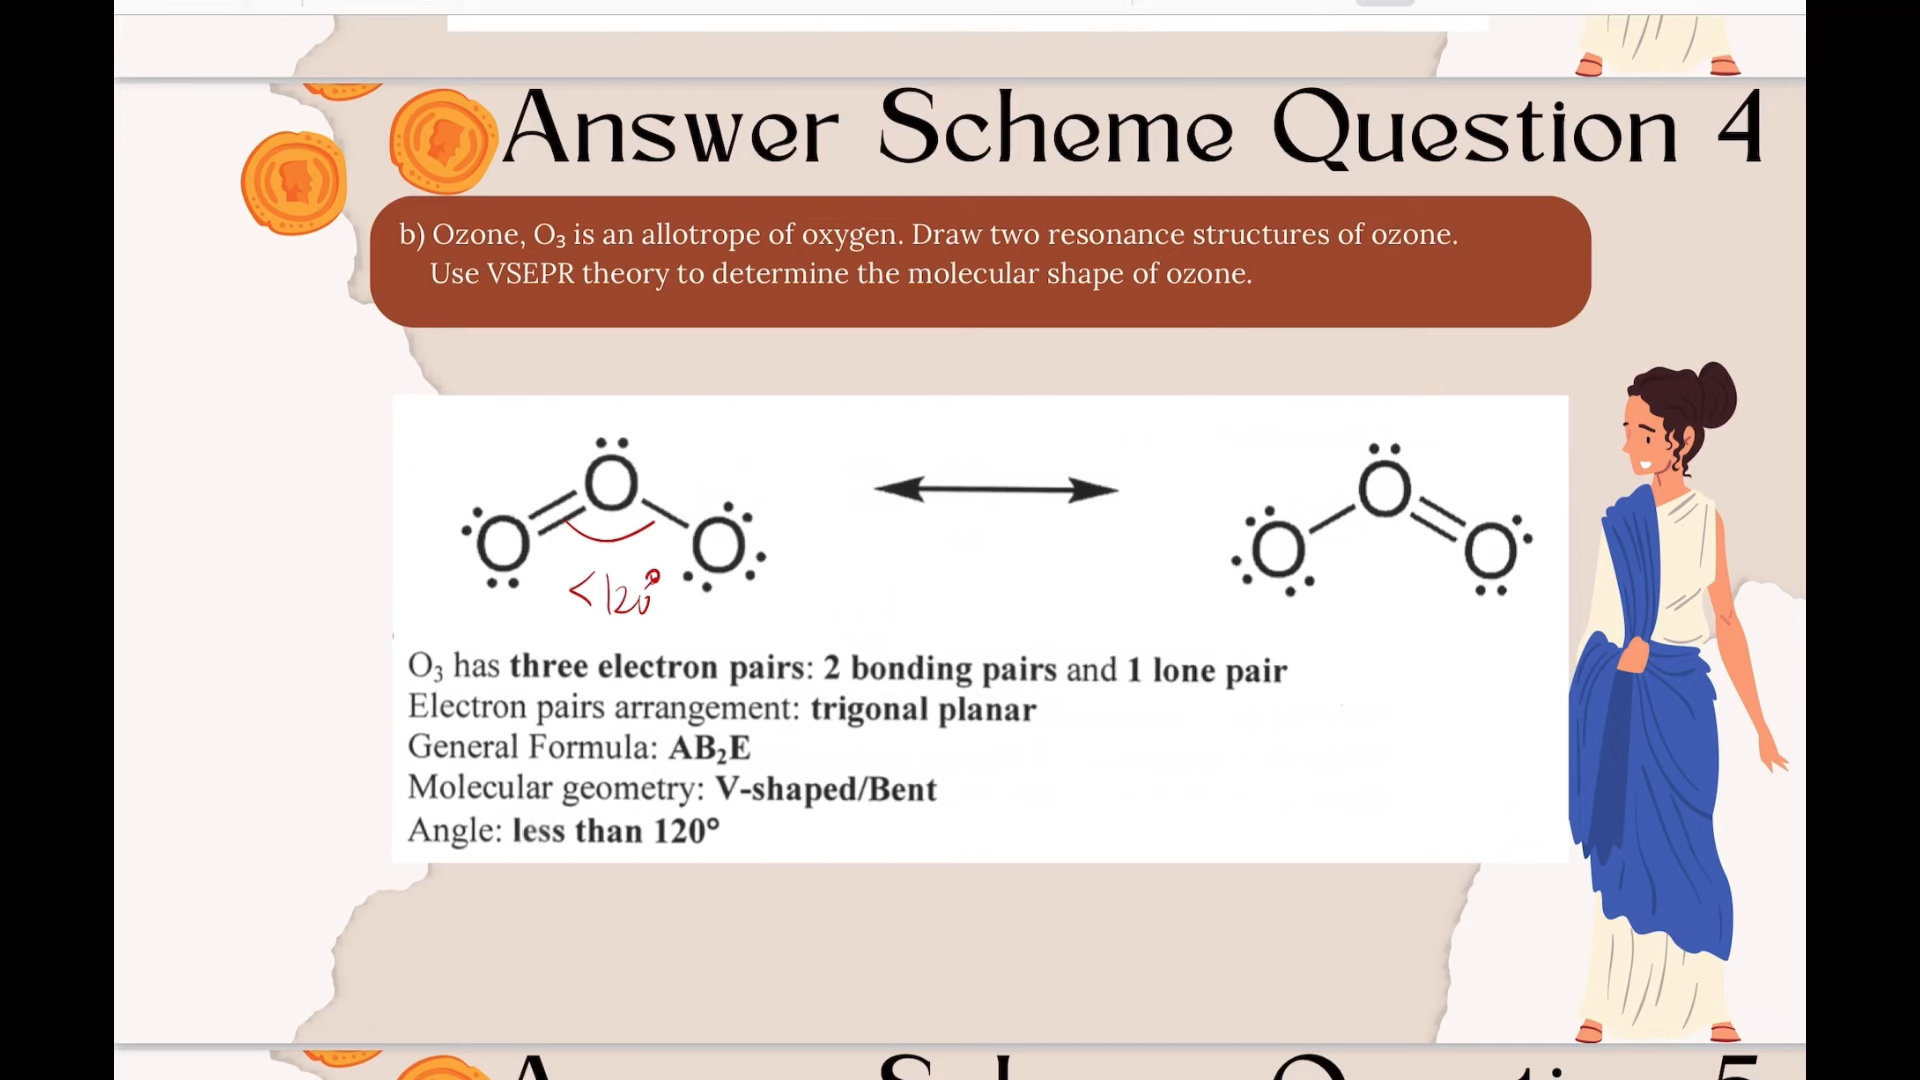 Answer Scheme Question 4
b) Ozone, O₃ is an allotrope of oxygen. Draw two resonance structures of ozone.
Use VSEPR theory to determine the molecular shape of ozone.
O O O
O O O
<120°
O₃ has three electron pairs: 2 bonding pairs and 1 lone pair
Electron pairs arrangement: trigonal planar
General Formula: AB₂E
Molecular geometry: V-shaped/Bent
Angle: less than 120°